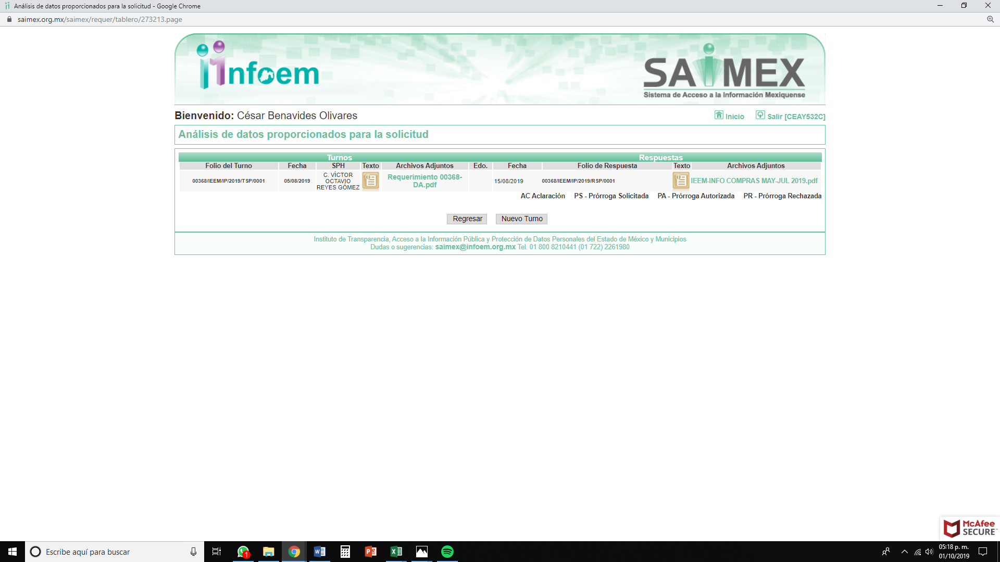 Análisis de datos proporcionados para la solicitud - Google Chrome
saimex.org.mx/saimex/requer/tablero/273213.page
infoem
SAIMEX
Sistema de Acceso a la Información Mexiquense
Bienvenido: César Benavides Olivares
Inicio
Salir [CEAY532C]
Análisis de datos proporcionados para la solicitud
Turnos
Respuestas
Folio del Turno
Fecha
SPH
Texto
Archivos Adjuntos
Edo.
Fecha
Folio de Respuesta
Texto
Archivos Adjuntos
00368/IEEM/IP/2019/TSP/0001
05/08/2019
C. VÍCTOR
OCTAVIO
REYES GÓMEZ
Requerimiento 00368-
DA.pdf
15/08/2019
00368/IEEM/IP/2019/RSP/0001
IEEM-INFO COMPRAS MAY-JUL 2019.pdf
AC Aclaración PS - Prórroga Solicitada PA - Prórroga Autorizada PR - Prórroga Rechazada
Regresar
Nuevo Turno
Instituto de Transparencia, Acceso a la Información Pública y Protección de Datos Personales del Estado de México y Municipios
Dudas o sugerencias: saimex@infoem.org.mx Tel. 01 800 8210441 (01 722) 2261980
McAfee
SECURE
Escribe aquí para buscar
1
05:18 p. m.
01/10/2019